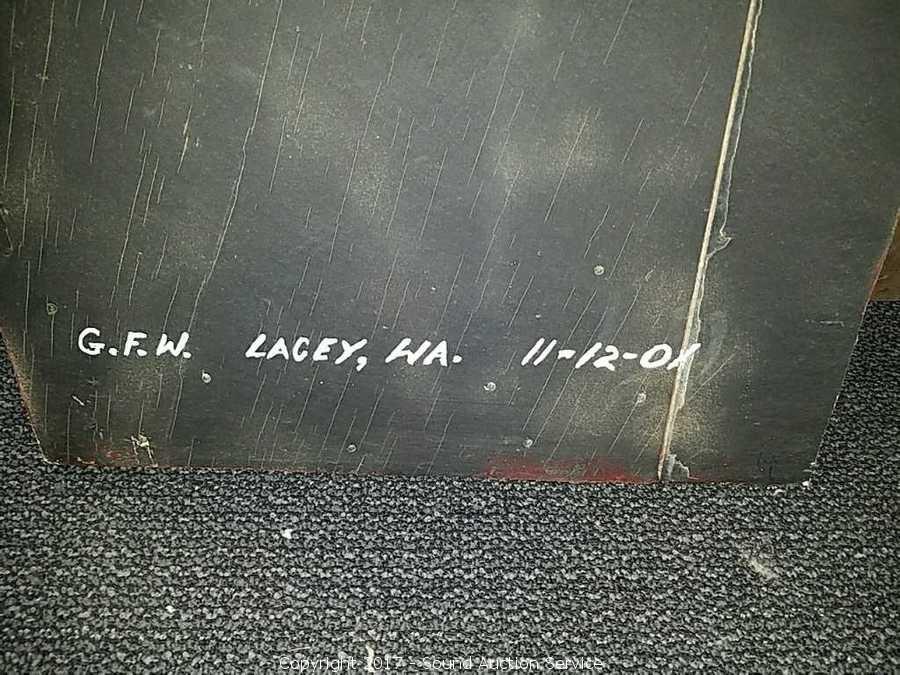 G.F.W. LACEY, WA. 11-12-01
Copyright 2017 - Sound Auction Service